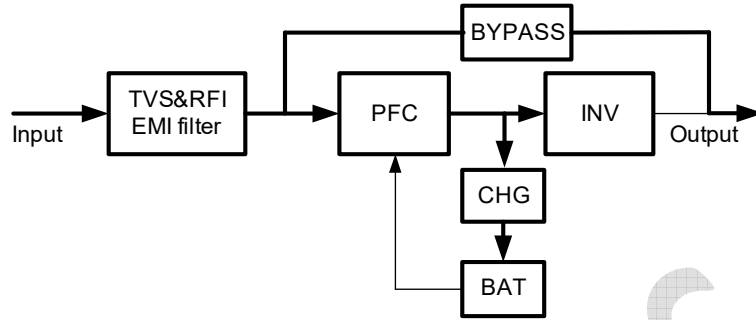 BYPASS
TVS&RFI
EMI filter
PFC
INV
Input
Output
CHG
BAT